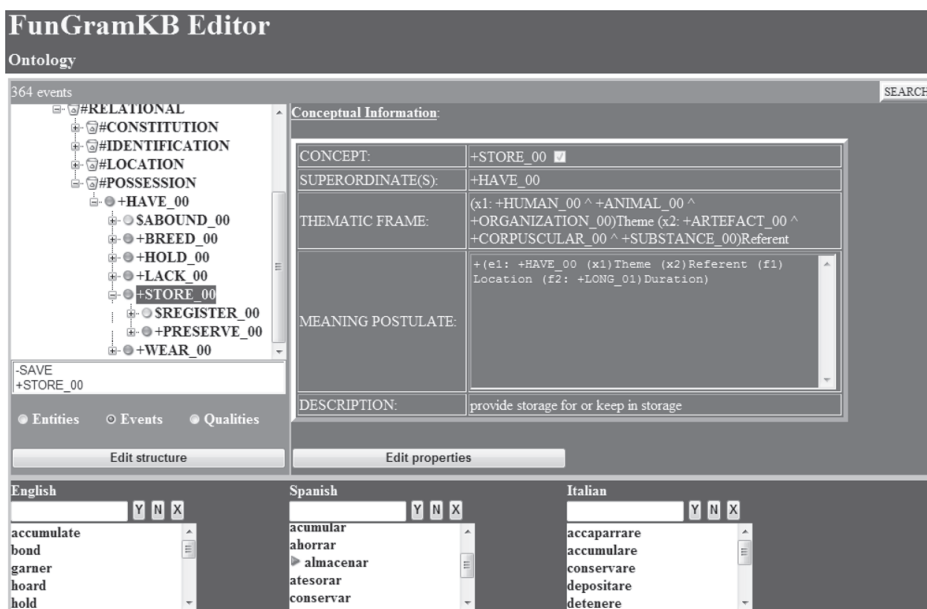 FunGramKB Editor
Ontology
364 events
SEARCH
#RELATIONAL
#CONSTITUTION
#IDENTIFICATION
#LOCATION
#POSSESSION
+HAVE_00
$ABOUND_00
+BREED_00
+HOLD_00
+LACK_00
+STORE_00
$REGISTER_00
+PRESERVE_00
+WEAR_00
-SAVE
+STORE_00
Entities Events Qualities
Edit structure
Conceptual Information:
CONCEPT: +STORE_00
SUPERORDINATE(S): +HAVE_00
THEMATIC FRAME:
(x1: +HUMAN_00 ^ +ANIMAL_00 ^
+ORGANIZATION_00)Theme (x2: +ARTEFACT_00 ^
+CORPUSCULAR_00 ^ +SUBSTANCE_00)Referent
MEANING POSTULATE:
+(e1: +HAVE_00 (x1)Theme (x2)Referent (f1)
Location (f2: +LONG_01)Duration)
DESCRIPTION: provide storage for or keep in storage
Edit properties
English
Y N X
accumulate
bond
garner
hoard
hold
Spanish
Y N X
acumular
ahorrar
almacenar
atesorar
conservar
Italian
Y N X
accaparrare
accumulare
conservare
depositare
detenere